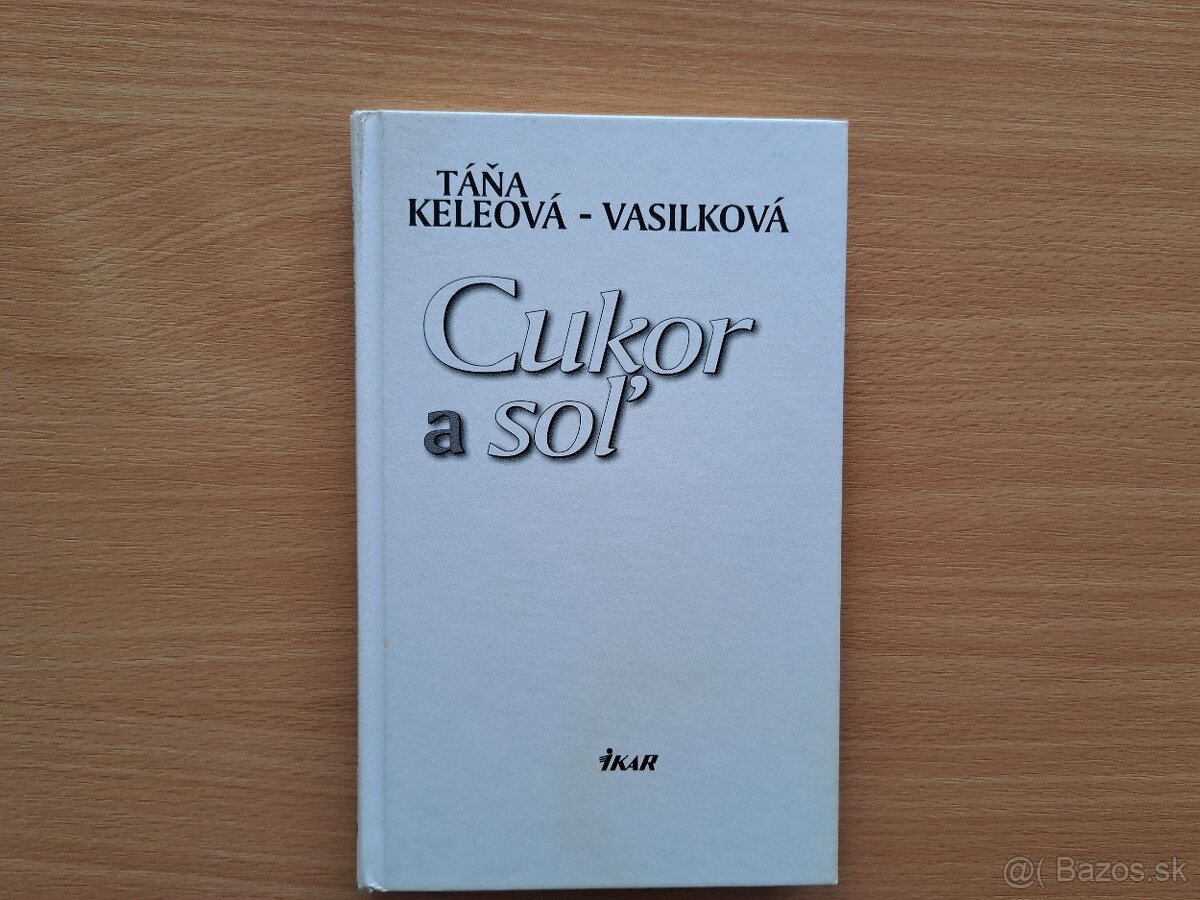 TÁŇA
KELEOVÁ - VASILKOVÁ
Cukor
a soľ
IKAR
@( Bazos.sk